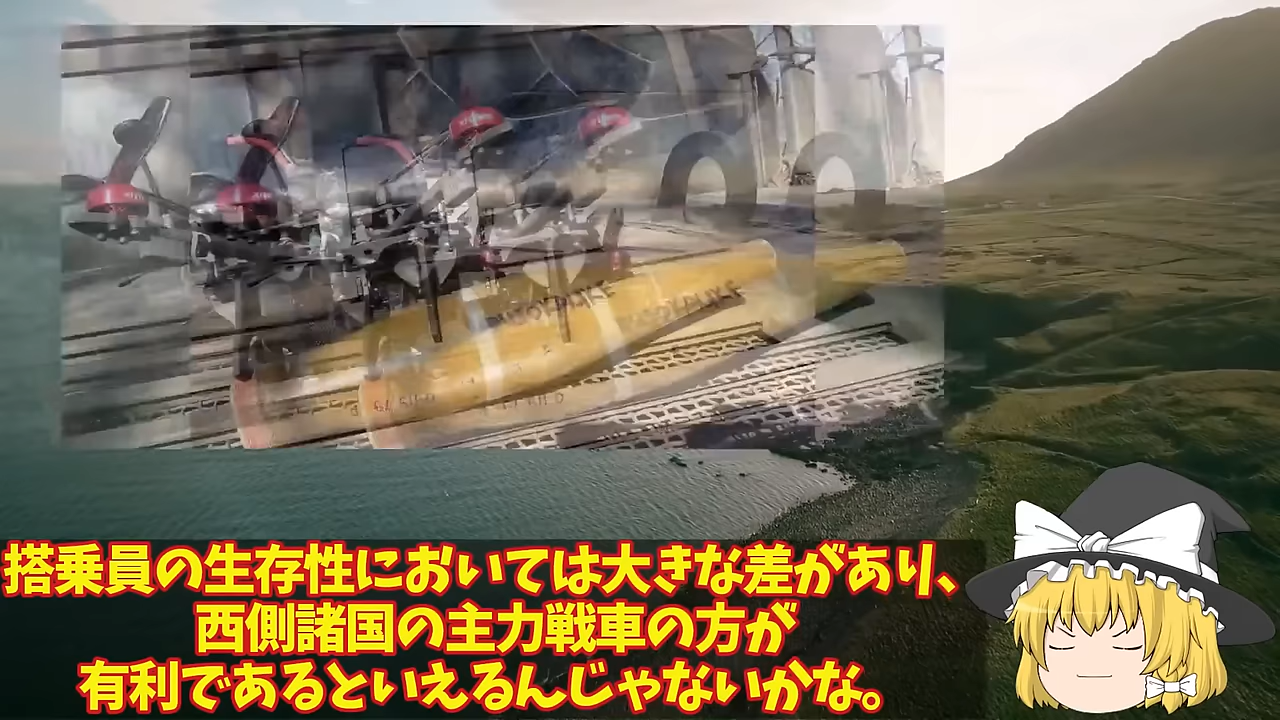 搭乗員の生存性においては大きな差があり、
西側諸国の主力戦車の方が
有利であるといえるんじゃないかな。